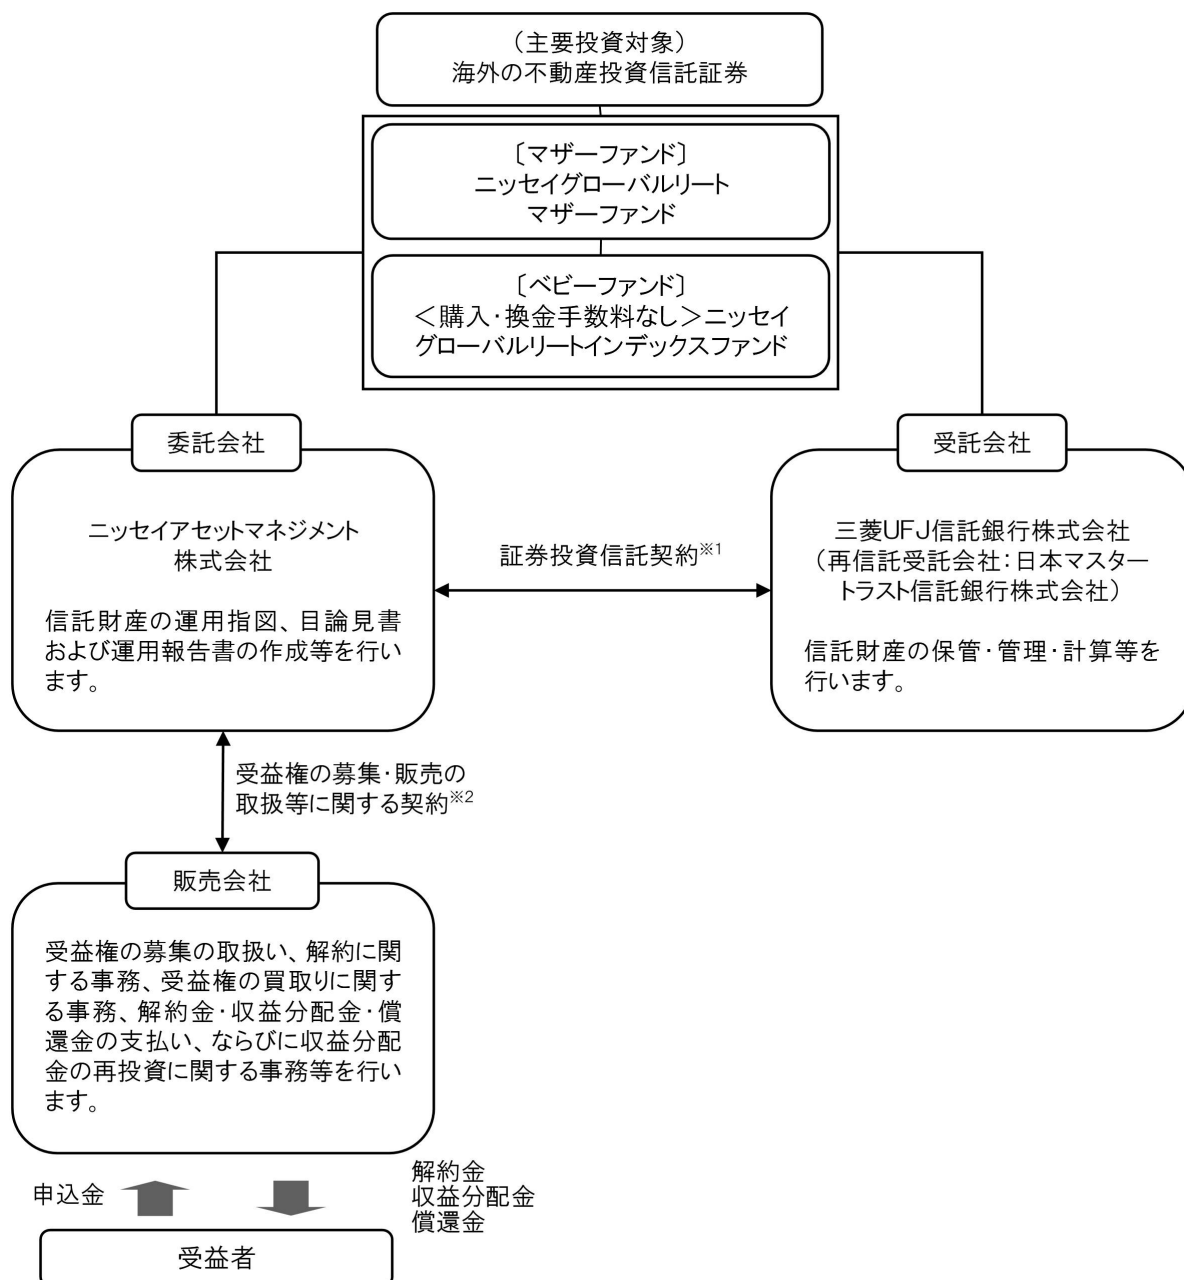 （主要投資対象）
海外の不動産投資信託証券
〔マザーファンド〕
ニッセイグローバルリート
マザーファンド
〔ベビーファンド〕
＜購入・換金手数料なし＞ニッセイ
グローバルリートインデックスファンド
委託会社
ニッセイアセットマネジメント
株式会社
信託財産の運用指図、目論見書
および運用報告書の作成等を行い
ます。
証券投資信託契約※1
受託会社
三菱UFJ信託銀行株式会社
（再信託受託会社：日本マスター
トラスト信託銀行株式会社）
信託財産の保管・管理・計算等を
行います。
受益権の募集・販売の
取扱等に関する契約※2
販売会社
受益権の募集の取扱い、解約に関
する事務、受益権の買取りに関す
る事務、解約金・収益分配金・償
還金の支払い、ならびに収益分配
金の再投資に関する事務等を行い
ます。
申込金
解約金
収益分配金
償還金
受益者